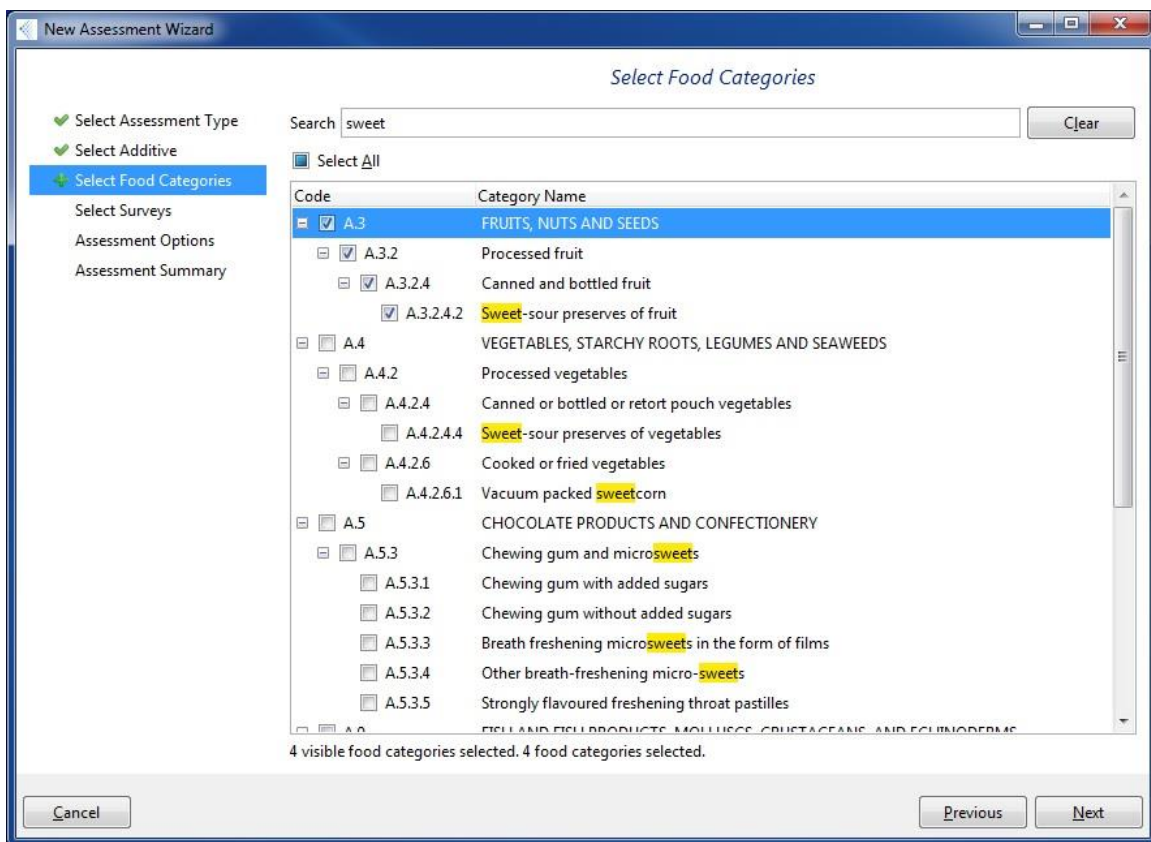 New Assessment Wizard
Select Food Categories
Select Assessment Type
Select Additive
Select Food Categories
Select Surveys
Assessment Options
Assessment Summary
Search sweet Clear
Select All
Code Category Name
A.3 FRUITS, NUTS AND SEEDS
A.3.2 Processed fruit
A.3.2.4 Canned and bottled fruit
A.3.2.4.2 Sweet-sour preserves of fruit
A.4 VEGETABLES, STARCHY ROOTS, LEGUMES AND SEAWEEDS
A.4.2 Processed vegetables
A.4.2.4 Canned or bottled or retort pouch vegetables
A.4.2.4.4 Sweet-sour preserves of vegetables
A.4.2.6 Cooked or fried vegetables
A.4.2.6.1 Vacuum packed sweetcorn
A.5 CHOCOLATE PRODUCTS AND CONFECTIONERY
A.5.3 Chewing gum and microsweets
A.5.3.1 Chewing gum with added sugars
A.5.3.2 Chewing gum without added sugars
A.5.3.3 Breath freshening microsweets in the form of films
A.5.3.4 Other breath-freshening micro-sweets
A.5.3.5 Strongly flavoured freshening throat pastilles
FISH AND FISH PRODUCTS, MOLLUSCS, CRUSTACEANS, AND ECHINODERMS
4 visible food categories selected. 4 food categories selected.
Cancel Previous Next